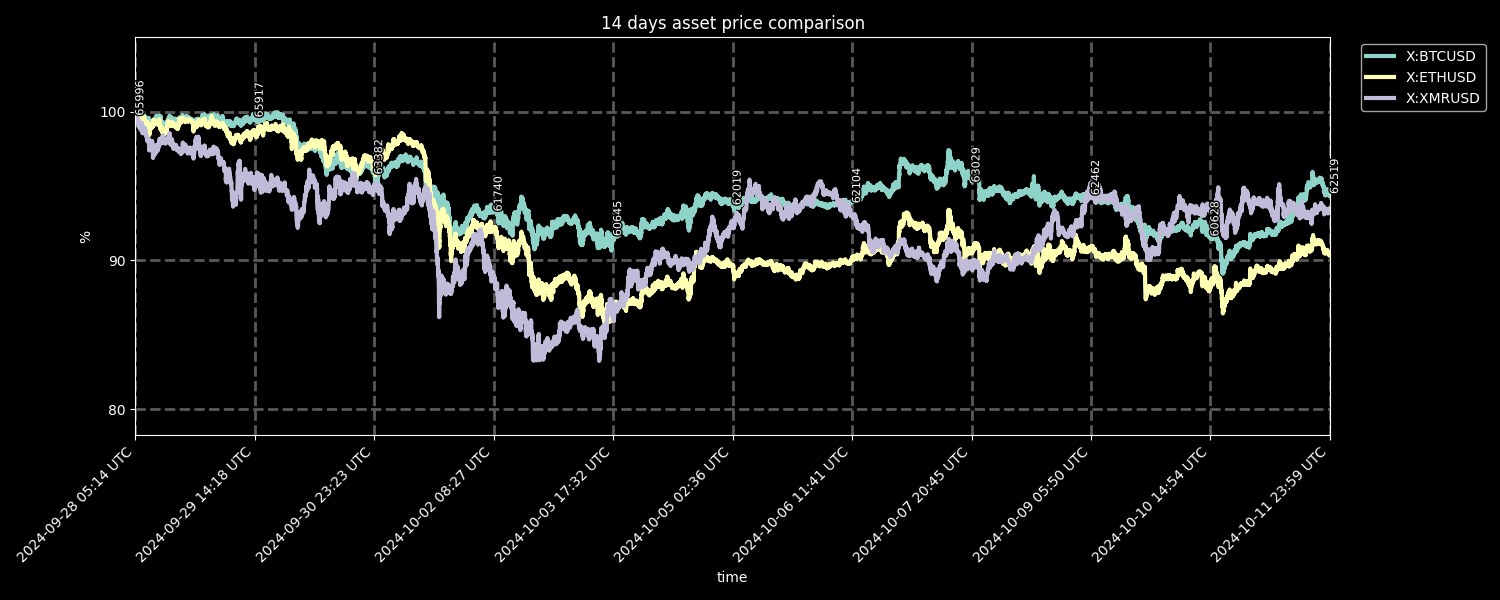 14 days asset price comparison
X:BTCUSD
X:ETHUSD
X:XMRUSD
100
90
80
%
65996
65917
63382
61740
60645
62019
62104
63029
62462
60628
62519
2024-09-28 05:14 UTC
2024-09-29 14:18 UTC
2024-09-30 23:23 UTC
2024-10-02 08:27 UTC
2024-10-03 17:32 UTC
2024-10-05 02:36 UTC
2024-10-06 11:41 UTC
2024-10-07 20:45 UTC
2024-10-09 05:50 UTC
2024-10-10 14:54 UTC
2024-10-11 23:59 UTC
time